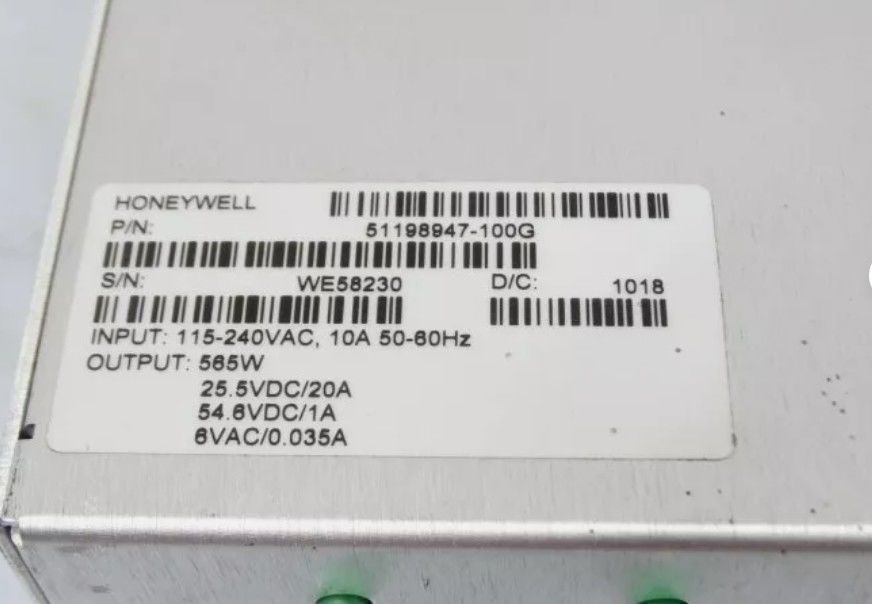 HONEYWELL
P/N: 51198947-100G
S/N: WE58230 D/C: 1018
INPUT: 115-240VAC, 10A 50-60Hz
OUTPUT: 565W
25.5VDC/20A
54.6VDC/1A
6VAC/0.035A